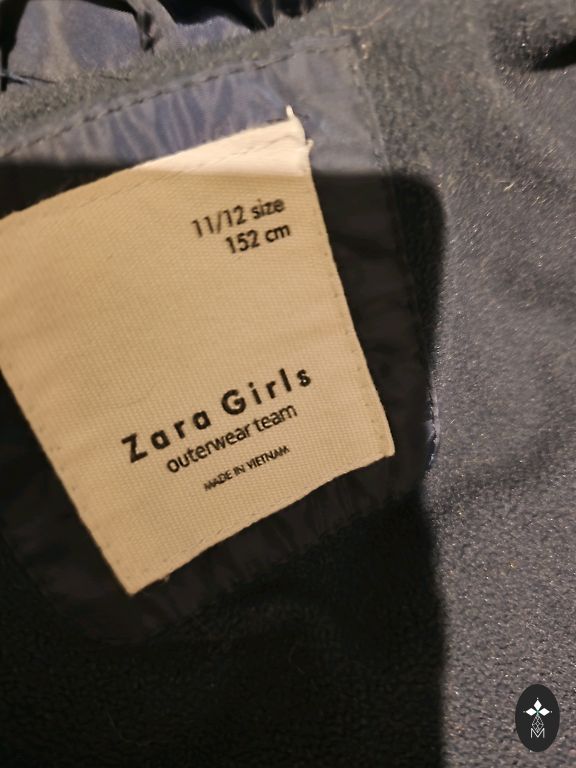 11/12 size
152 cm
Zara Girls
outerwear team
MADE IN VIETNAM
M